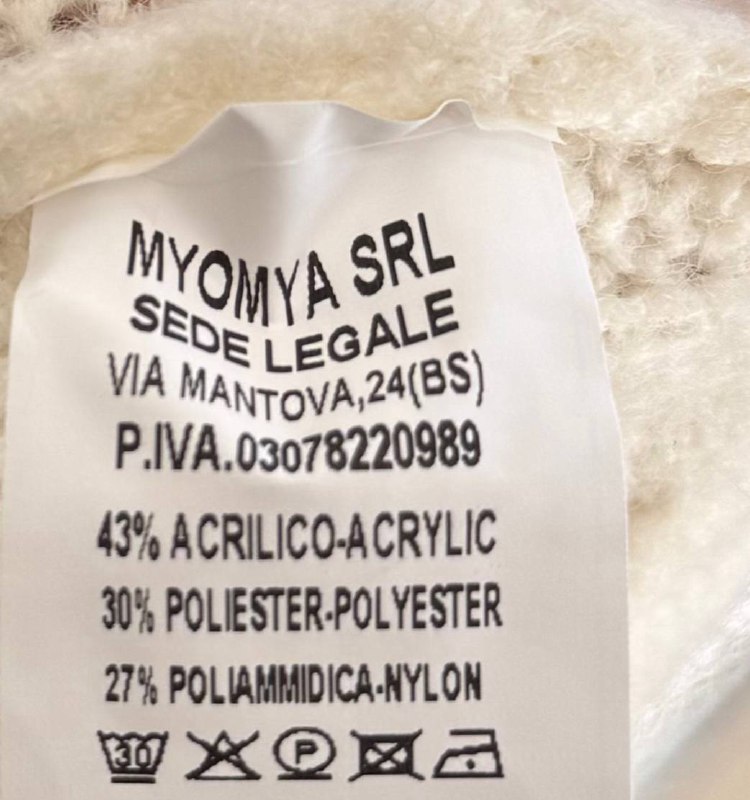 MYOMYA SRL
SEDE LEGALE
VIA MANTOVA,24(BS)
P.IVA.03078220989
43% ACRILICO-ACRYLIC
30% POLIESTER-POLYESTER
27% POLIAMMIDICA-NYLON
30 P